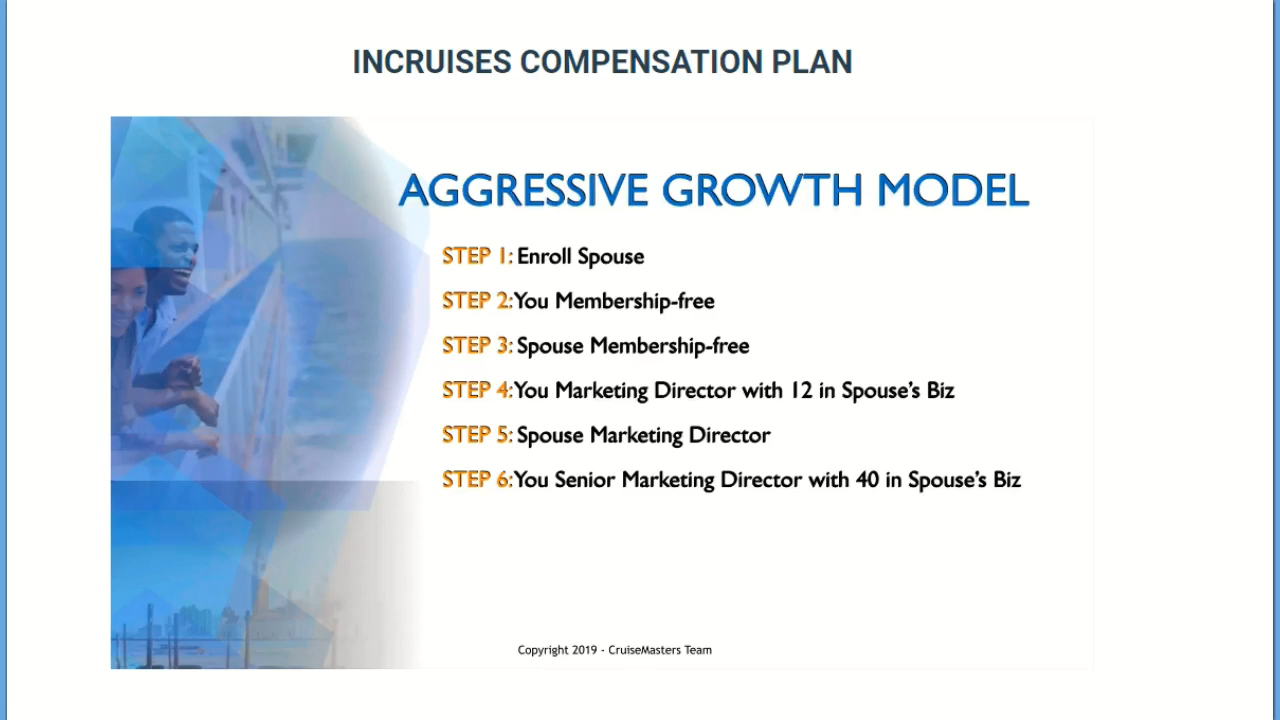 INCRUISES COMPENSATION PLAN
AGGRESSIVE GROWTH MODEL
STEP 1: Enroll Spouse
STEP 2: You Membership-free
STEP 3: Spouse Membership-free
STEP 4: You Marketing Director with 12 in Spouse's Biz
STEP 5: Spouse Marketing Director
STEP 6: You Senior Marketing Director with 40 in Spouse's Biz
Copyright 2019 - CruiseMasters Team